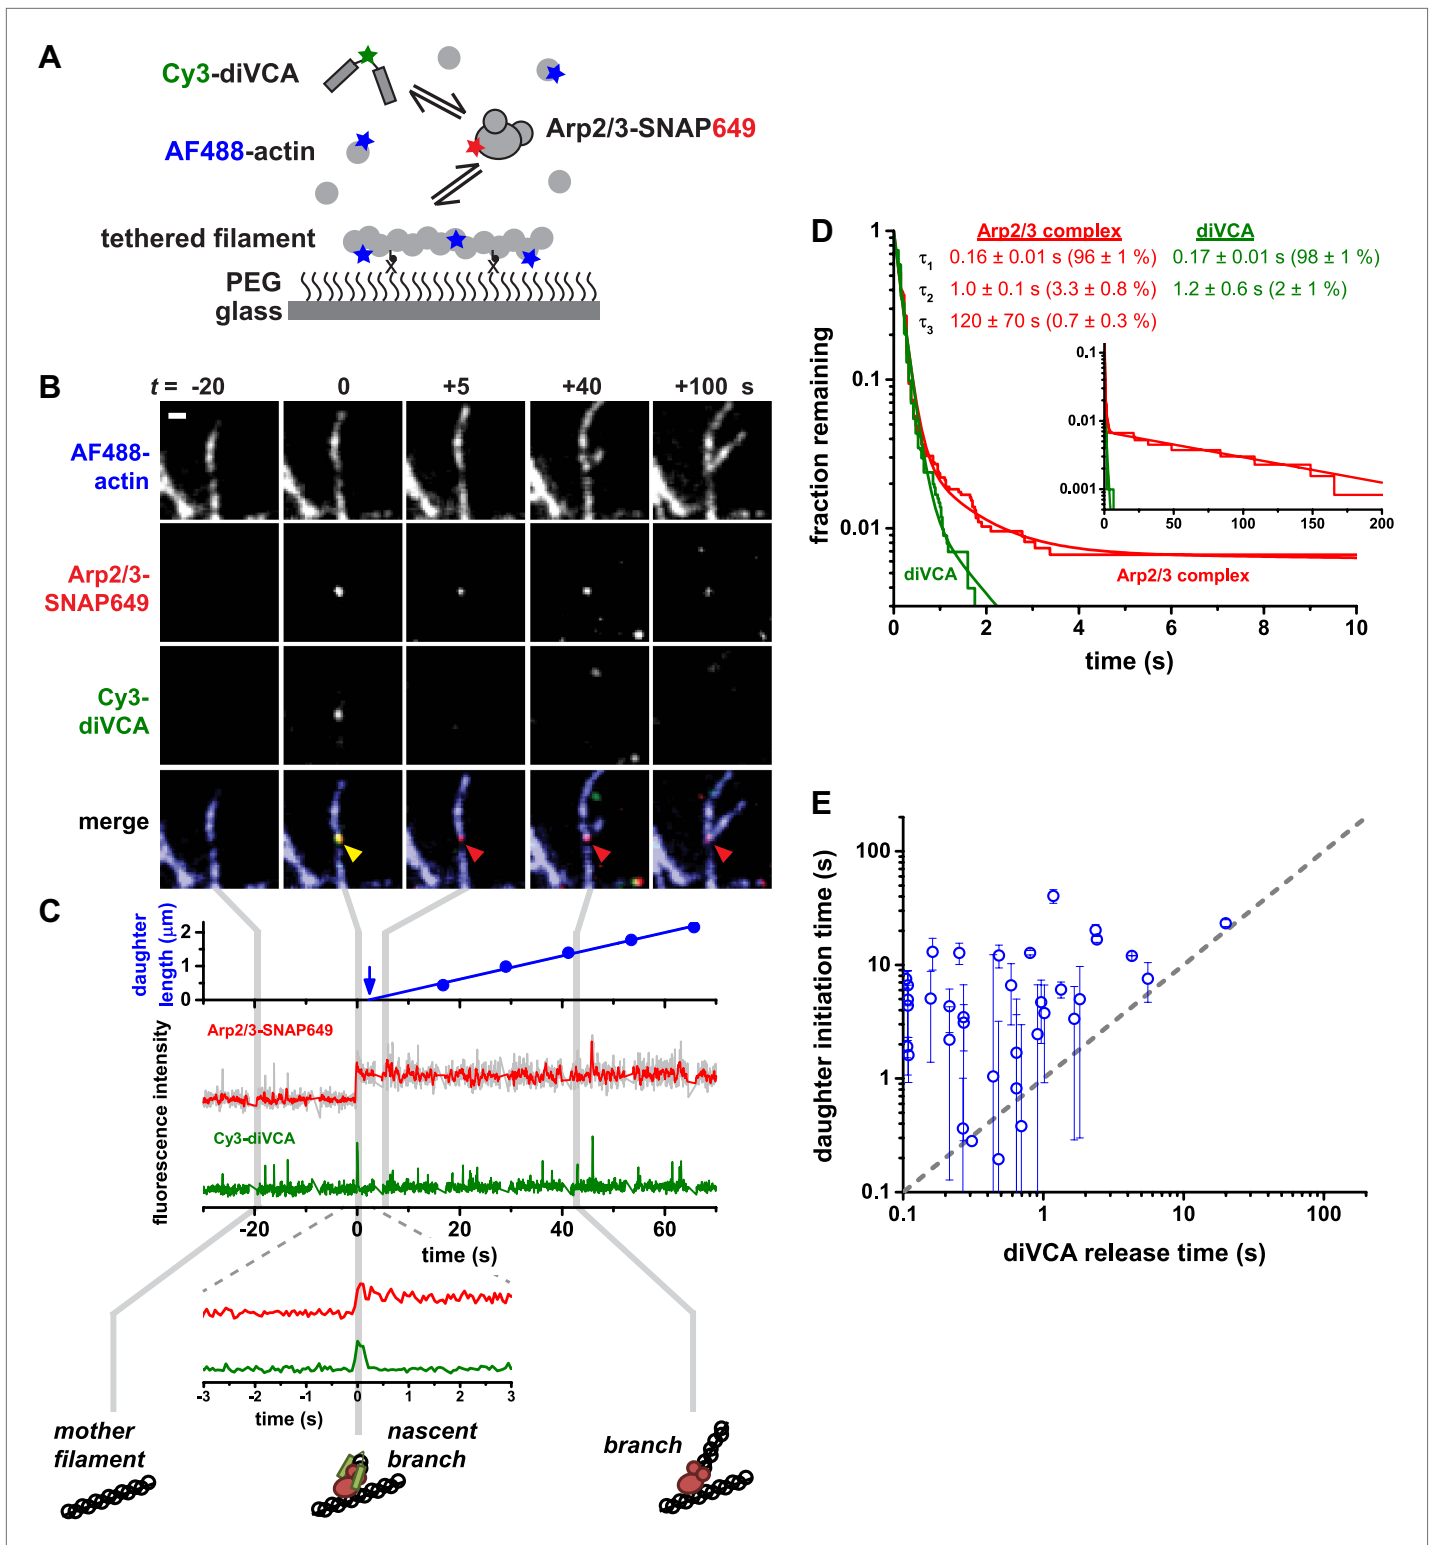 A
Cy3-diVCA
Arp2/3-SNAP649
AF488-actin
tethered filament
PEG
glass
B
t = -20 0 +5 +40 +100 s
AF488-
actin
Arp2/3-
SNAP649
Cy3-
diVCA
merge
C
daughter
length (μm)
2
1
0
fluorescence intensity
Arp2/3-SNAP649
Cy3-diVCA
-20 0 20 40 60
time (s)
-3 -2 -1 0 1 2 3
time (s)
mother
filament
nascent
branch
branch
D
Arp2/3 complex diVCA
τ1 0.16 ± 0.01 s (96 ± 1 %) 0.17 ± 0.01 s (98 ± 1 %)
τ2 1.0 ± 0.1 s (3.3 ± 0.8 %) 1.2 ± 0.6 s (2 ± 1 %)
τ3 120 ± 70 s (0.7 ± 0.3 %)
fraction remaining
1
0.1
0.01
0.1
0.01
0.001
0 50 100 150 200
diVCA
Arp2/3 complex
0 2 4 6 8 10
time (s)
E
daughter initiation time (s)
100
10
1
0.1
0.1 1 10 100
diVCA release time (s)